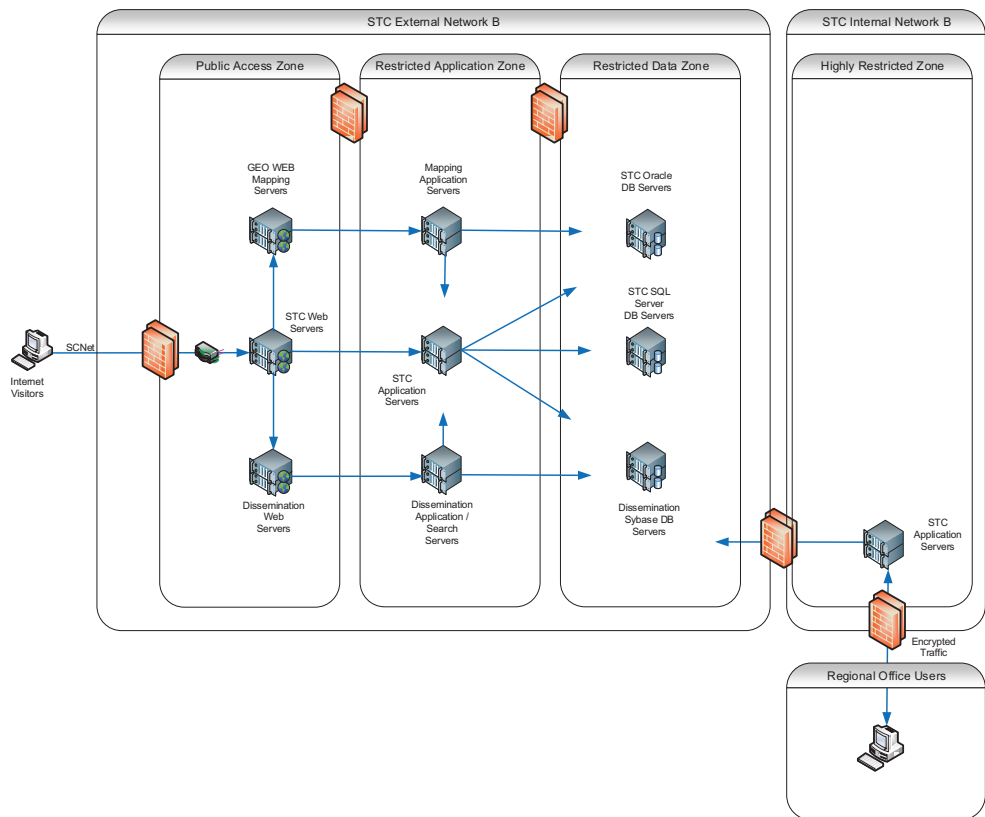 STC External Network B
STC Internal Network B
Public Access Zone
Restricted Application Zone
Restricted Data Zone
Highly Restricted Zone
GEO WEB
Mapping
Servers
Mapping
Application
Servers
STC Oracle
DB Servers
STC Web
Servers
STC SQL
Server
DB Servers
SCNet
Internet
Visitors
STC
Application
Servers
Dissemination
Web
Servers
Dissemination
Application /
Search
Servers
Dissemination
Sybase DB
Servers
STC
Application
Servers
Encrypted
Traffic
Regional Office Users